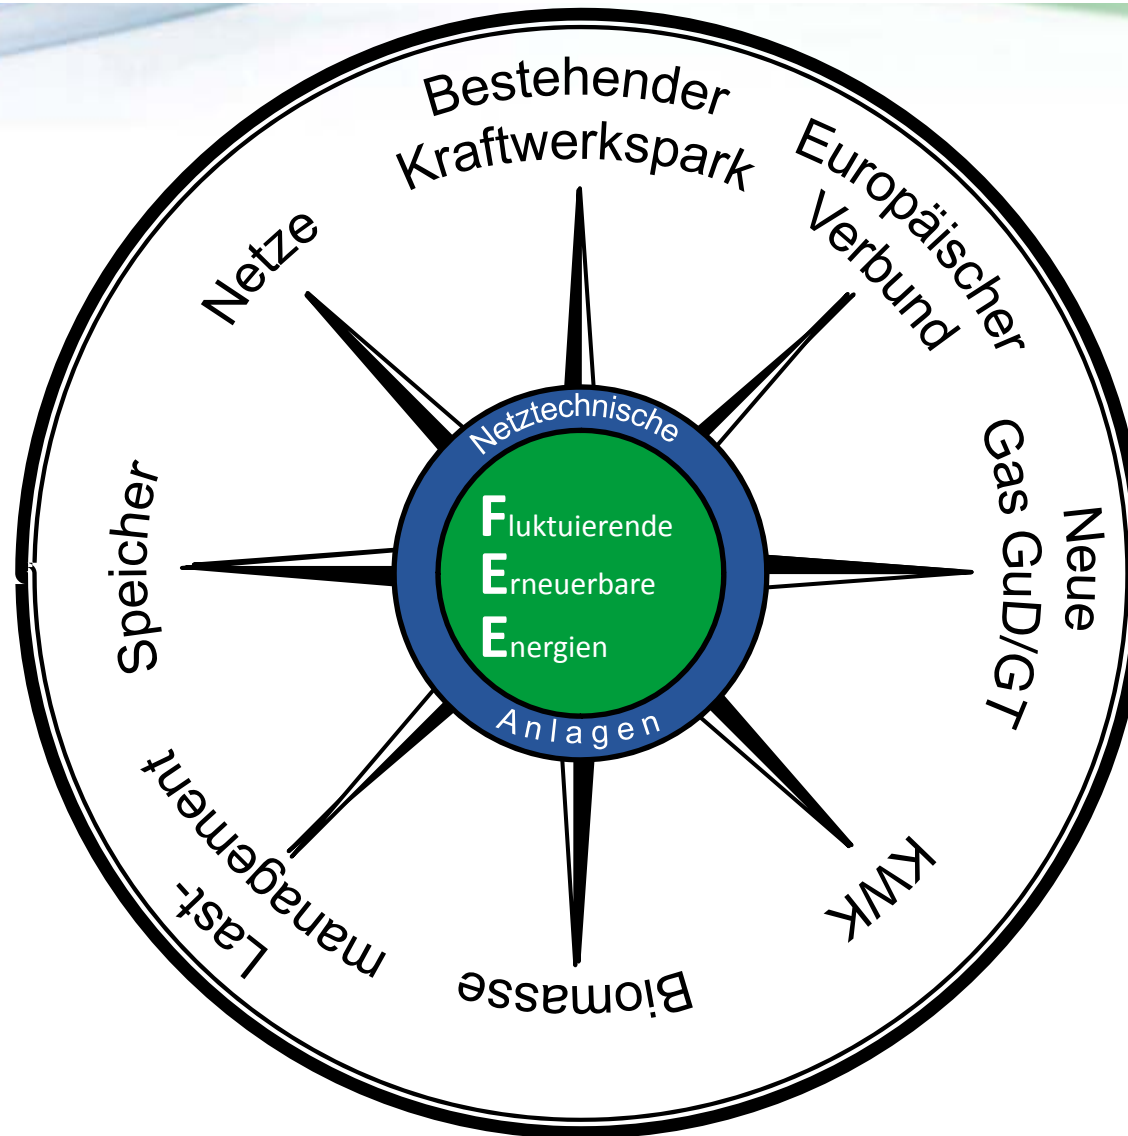 Bestehender
Kraftwerkspark
Europäischer
Verbund
Neue
Gas GuD/GT
KWK
Biomasse
Last-
management
Speicher
Netze
Netztechnische
Anlagen
Fluktuierende
Erneuerbare
Energien